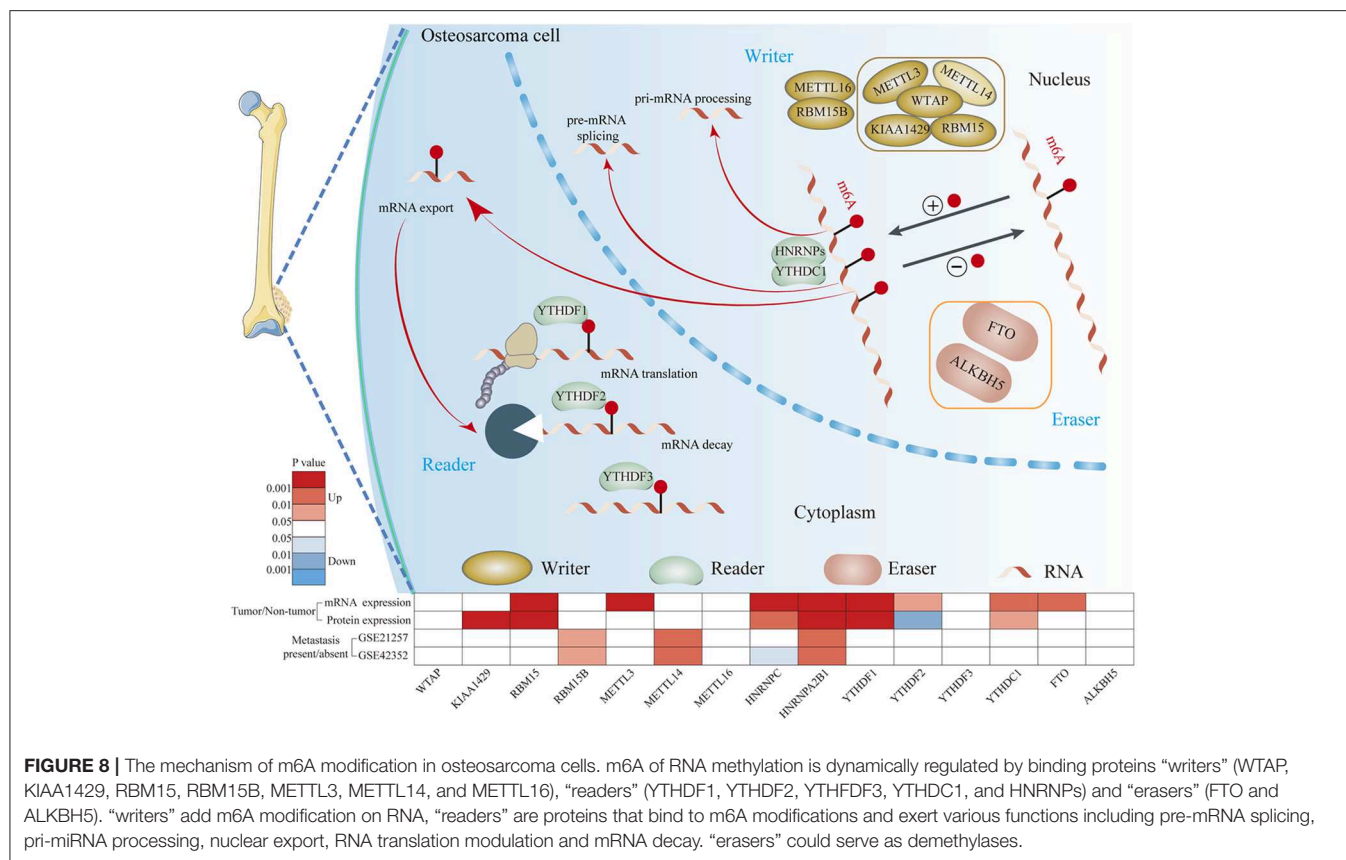 Osteosarcoma cell
Writer
Nucleus
METTL16
RBM15B
METTL3
METTL14
WTAP
KIAA1429
RBM15
pri-mRNA processing
pre-mRNA
splicing
m6A
m6A
mRNA export
HNRNPs
YTHDC1
+
−
FTO
ALKBH5
Eraser
YTHDF1
mRNA translation
YTHDF2
mRNA decay
Reader
YTHDF3
Cytoplasm
P value
0.001
0.01
0.05
0.05
0.01
0.001
Up
Down
Writer
Reader
Eraser
RNA
Tumor/Non-tumor
mRNA expression
Protein expression
Metastasis
present/absent
GSE21257
GSE42352
WTAP
KIAA1429
RBM15
RBM15B
METTL3
METTL14
METTL16
HNRNPC
HNRNPA2B1
YTHDF1
YTHDF2
YTHDF3
YTHDC1
FTO
ALKBH5
FIGURE 8 | The mechanism of m6A modification in osteosarcoma cells. m6A of RNA methylation is dynamically regulated by binding proteins “writers” (WTAP,
KIAA1429, RBM15, RBM15B, METTL3, METTL14, and METTL16), “readers” (YTHDF1, YTHDF2, YTHFDF3, YTHDC1, and HNRNPs) and “erasers” (FTO and
ALKBH5). “writers” add m6A modification on RNA, “readers” are proteins that bind to m6A modifications and exert various functions including pre-mRNA splicing,
pri-miRNA processing, nuclear export, RNA translation modulation and mRNA decay. “erasers” could serve as demethylases.